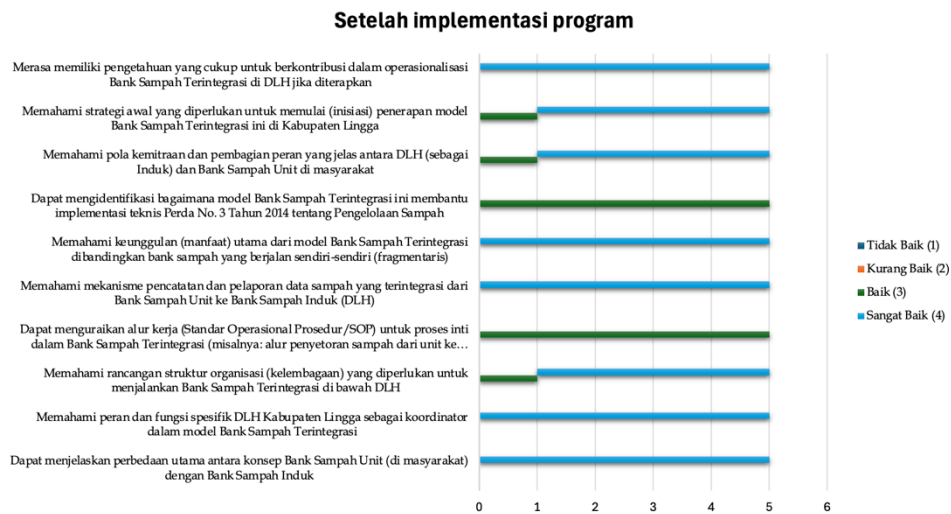 Setelah implementasi program
Merasa memiliki pengetahuan yang cukup untuk berkontribusi dalam operasionalisasi
Bank Sampah Terintegrasi di DLH jika diterapkan
Memahami strategi awal yang diperlukan untuk memulai (inisiasi) penerapan model
Bank Sampah Terintegrasi ini di Kabupaten Lingga
Memahami pola kemitraan dan pembagian peran yang jelas antara DLH (sebagai
Induk) dan Bank Sampah Unit di masyarakat
Dapat mengidentifikasi bagaimana model Bank Sampah Terintegrasi ini membantu
implementasi teknis Perda No. 3 Tahun 2014 tentang Pengelolaan Sampah
Memahami keunggulan (manfaat) utama dari model Bank Sampah Terintegrasi
dibandingkan bank sampah yang berjalan sendiri-sendiri (fragmentaris)
Memahami mekanisme pencatatan dan pelaporan data sampah yang terintegrasi dari
Bank Sampah Unit ke Bank Sampah Induk (DLH)
Dapat menguraikan alur kerja (Standar Operasional Prosedur/SOP) untuk proses inti
dalam Bank Sampah Terintegrasi (misalnya: alur penyetoran sampah dari unit ke…
Memahami rancangan struktur organisasi (kelembagaan) yang diperlukan untuk
menjalankan Bank Sampah Terintegrasi di bawah DLH
Memahami peran dan fungsi spesifik DLH Kabupaten Lingga sebagai koordinator
dalam model Bank Sampah Terintegrasi
Dapat menjelaskan perbedaan utama antara konsep Bank Sampah Unit (di masyarakat)
dengan Bank Sampah Induk
0 1 2 3 4 5 6
Tidak Baik (1)
Kurang Baik (2)
Baik (3)
Sangat Baik (4)